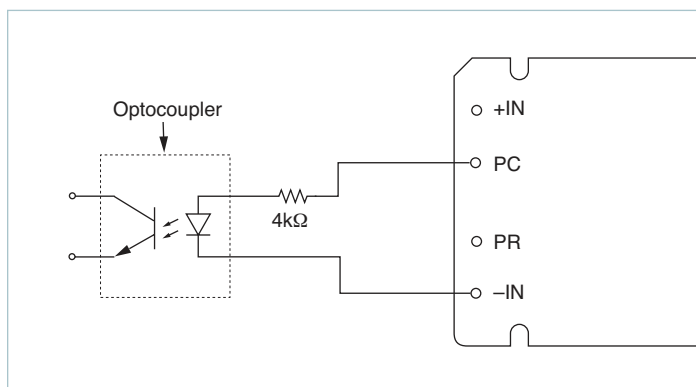 Optocoupler
4kΩ
+IN
PC
PR
–IN